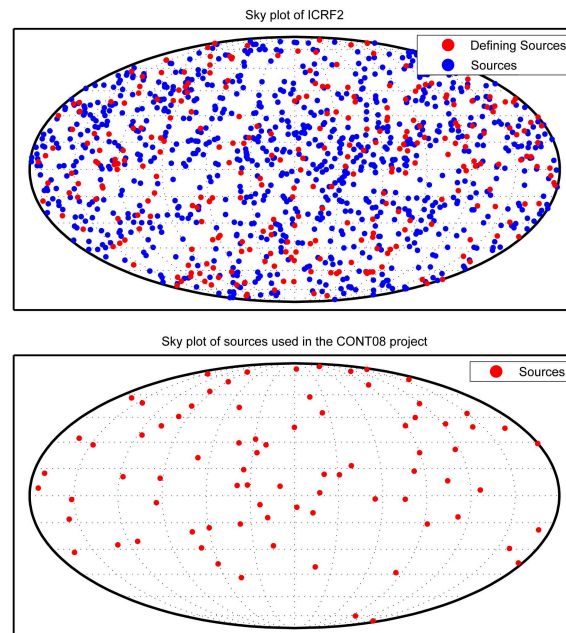 Sky plot of ICRF2
Defining Sources
Sources
Sky plot of sources used in the CONT08 project
Sources